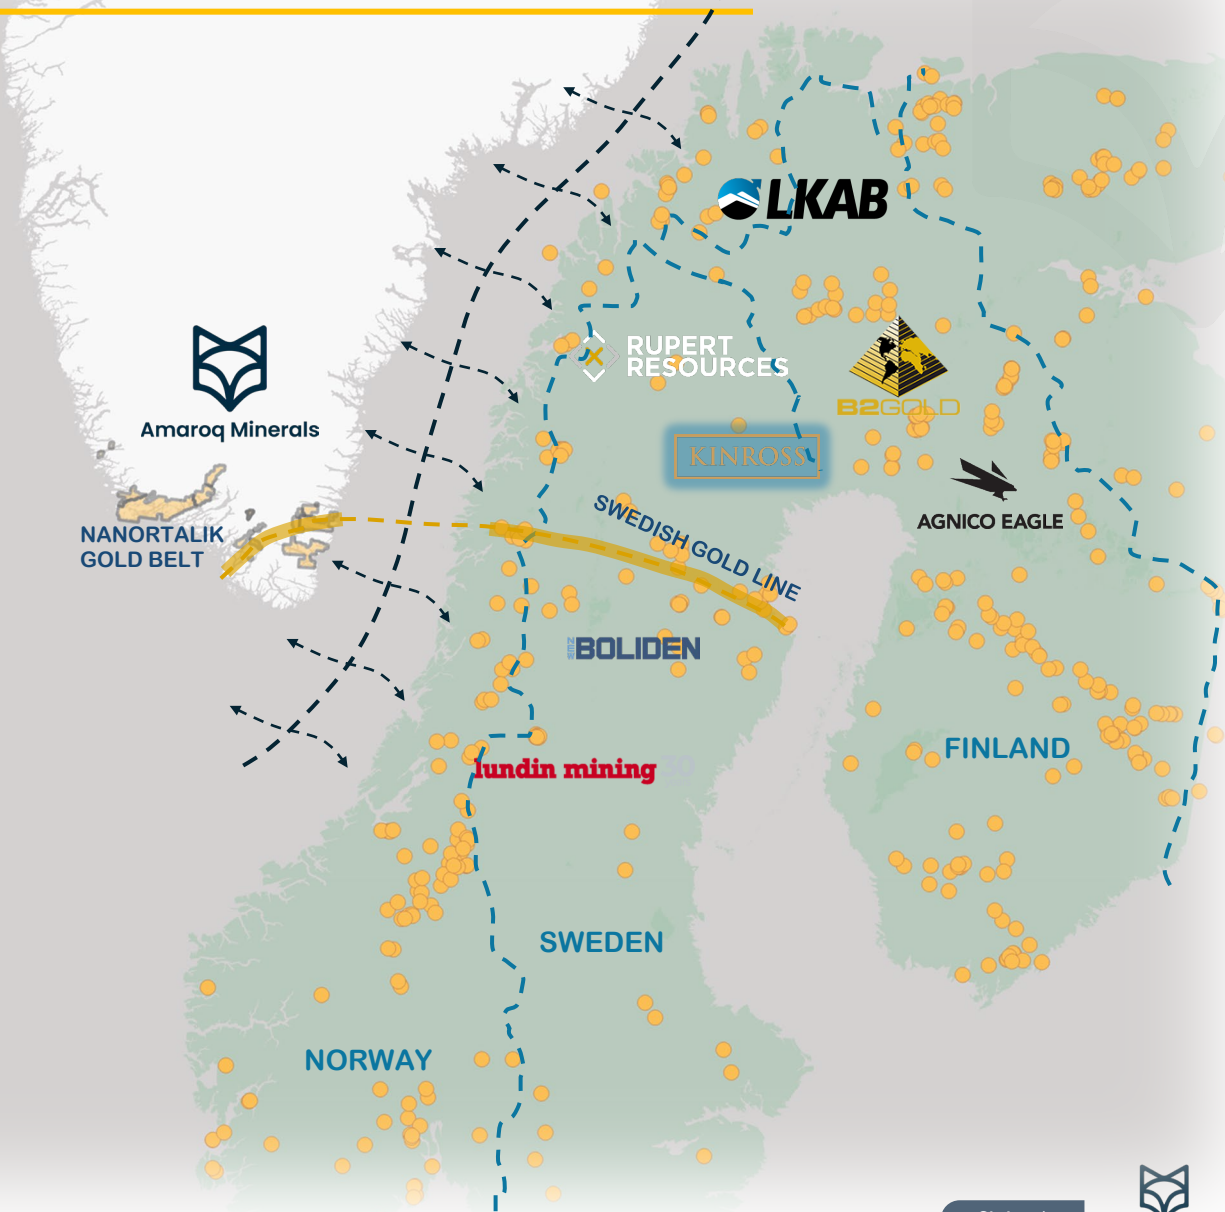 LKAB
RUPERT
RESOURCES
B2GOLD
Amaroq Minerals
KINROSS
AGNICO EAGLE
NANORTALIK
GOLD BELT
SWEDISH GOLD LINE
BOLIDEN
FINLAND
lundin mining 30
SWEDEN
NORWAY